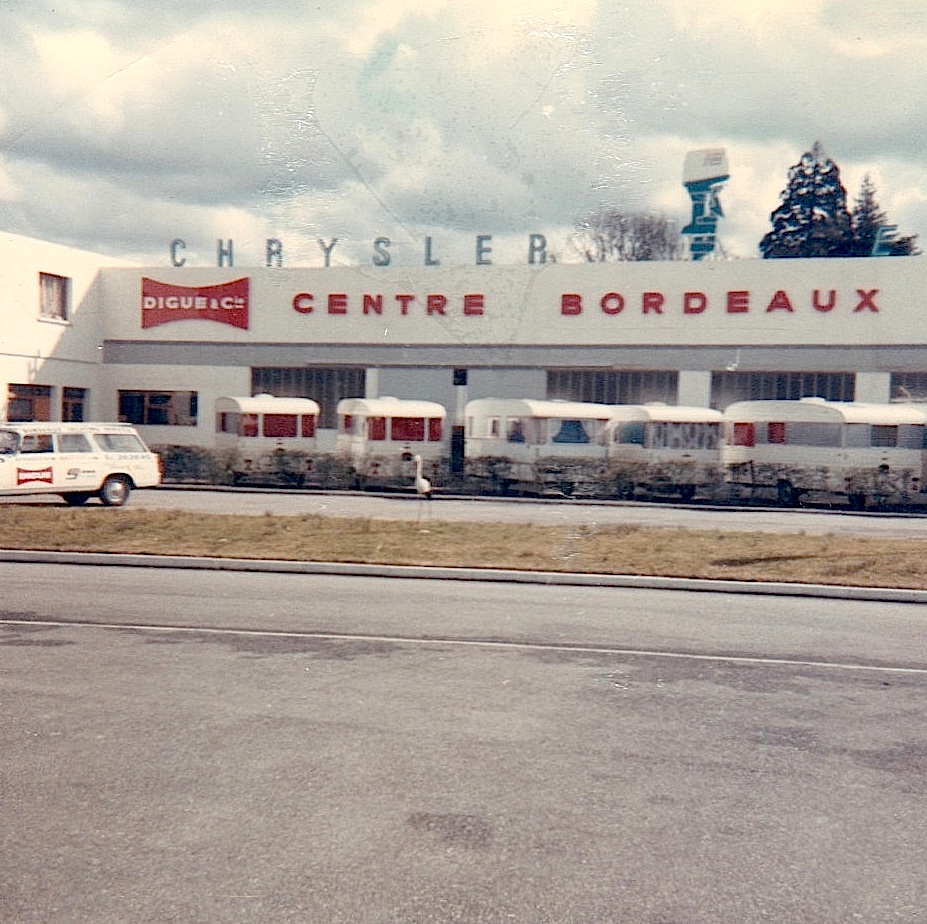 CHRYSLER
DIGUE & Cie
CENTRE BORDEAUX
E